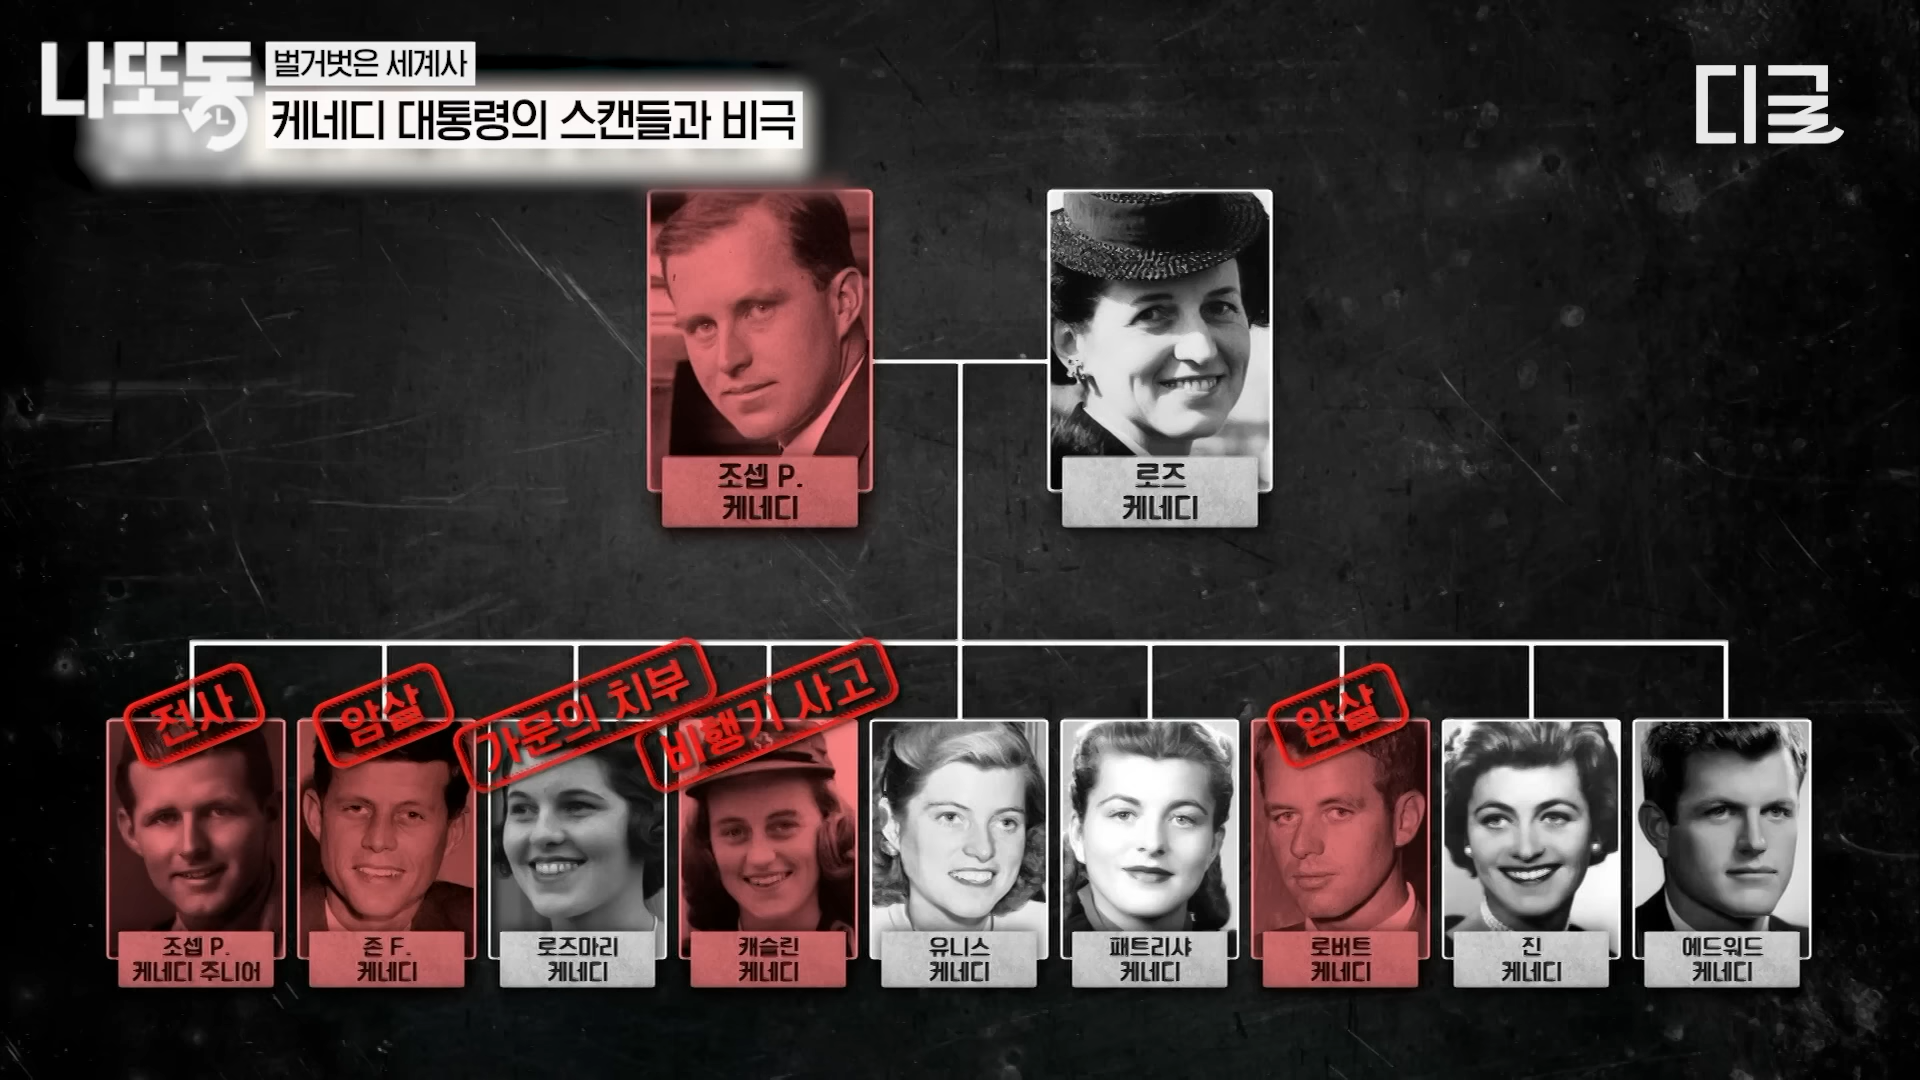 나또동
벌거벗은 세계사
케네디 대통령의 스캔들과 비극
디글
조셉 P.
케네디
로즈
케네디
전사
암살
가문의 치부
비행기 사고
암살
조셉 P.
케네디 주니어
존 F.
케네디
로즈마리
케네디
캐슬린
케네디
유니스
케네디
패트리샤
케네디
로버트
케네디
진
케네디
에드워드
케네디